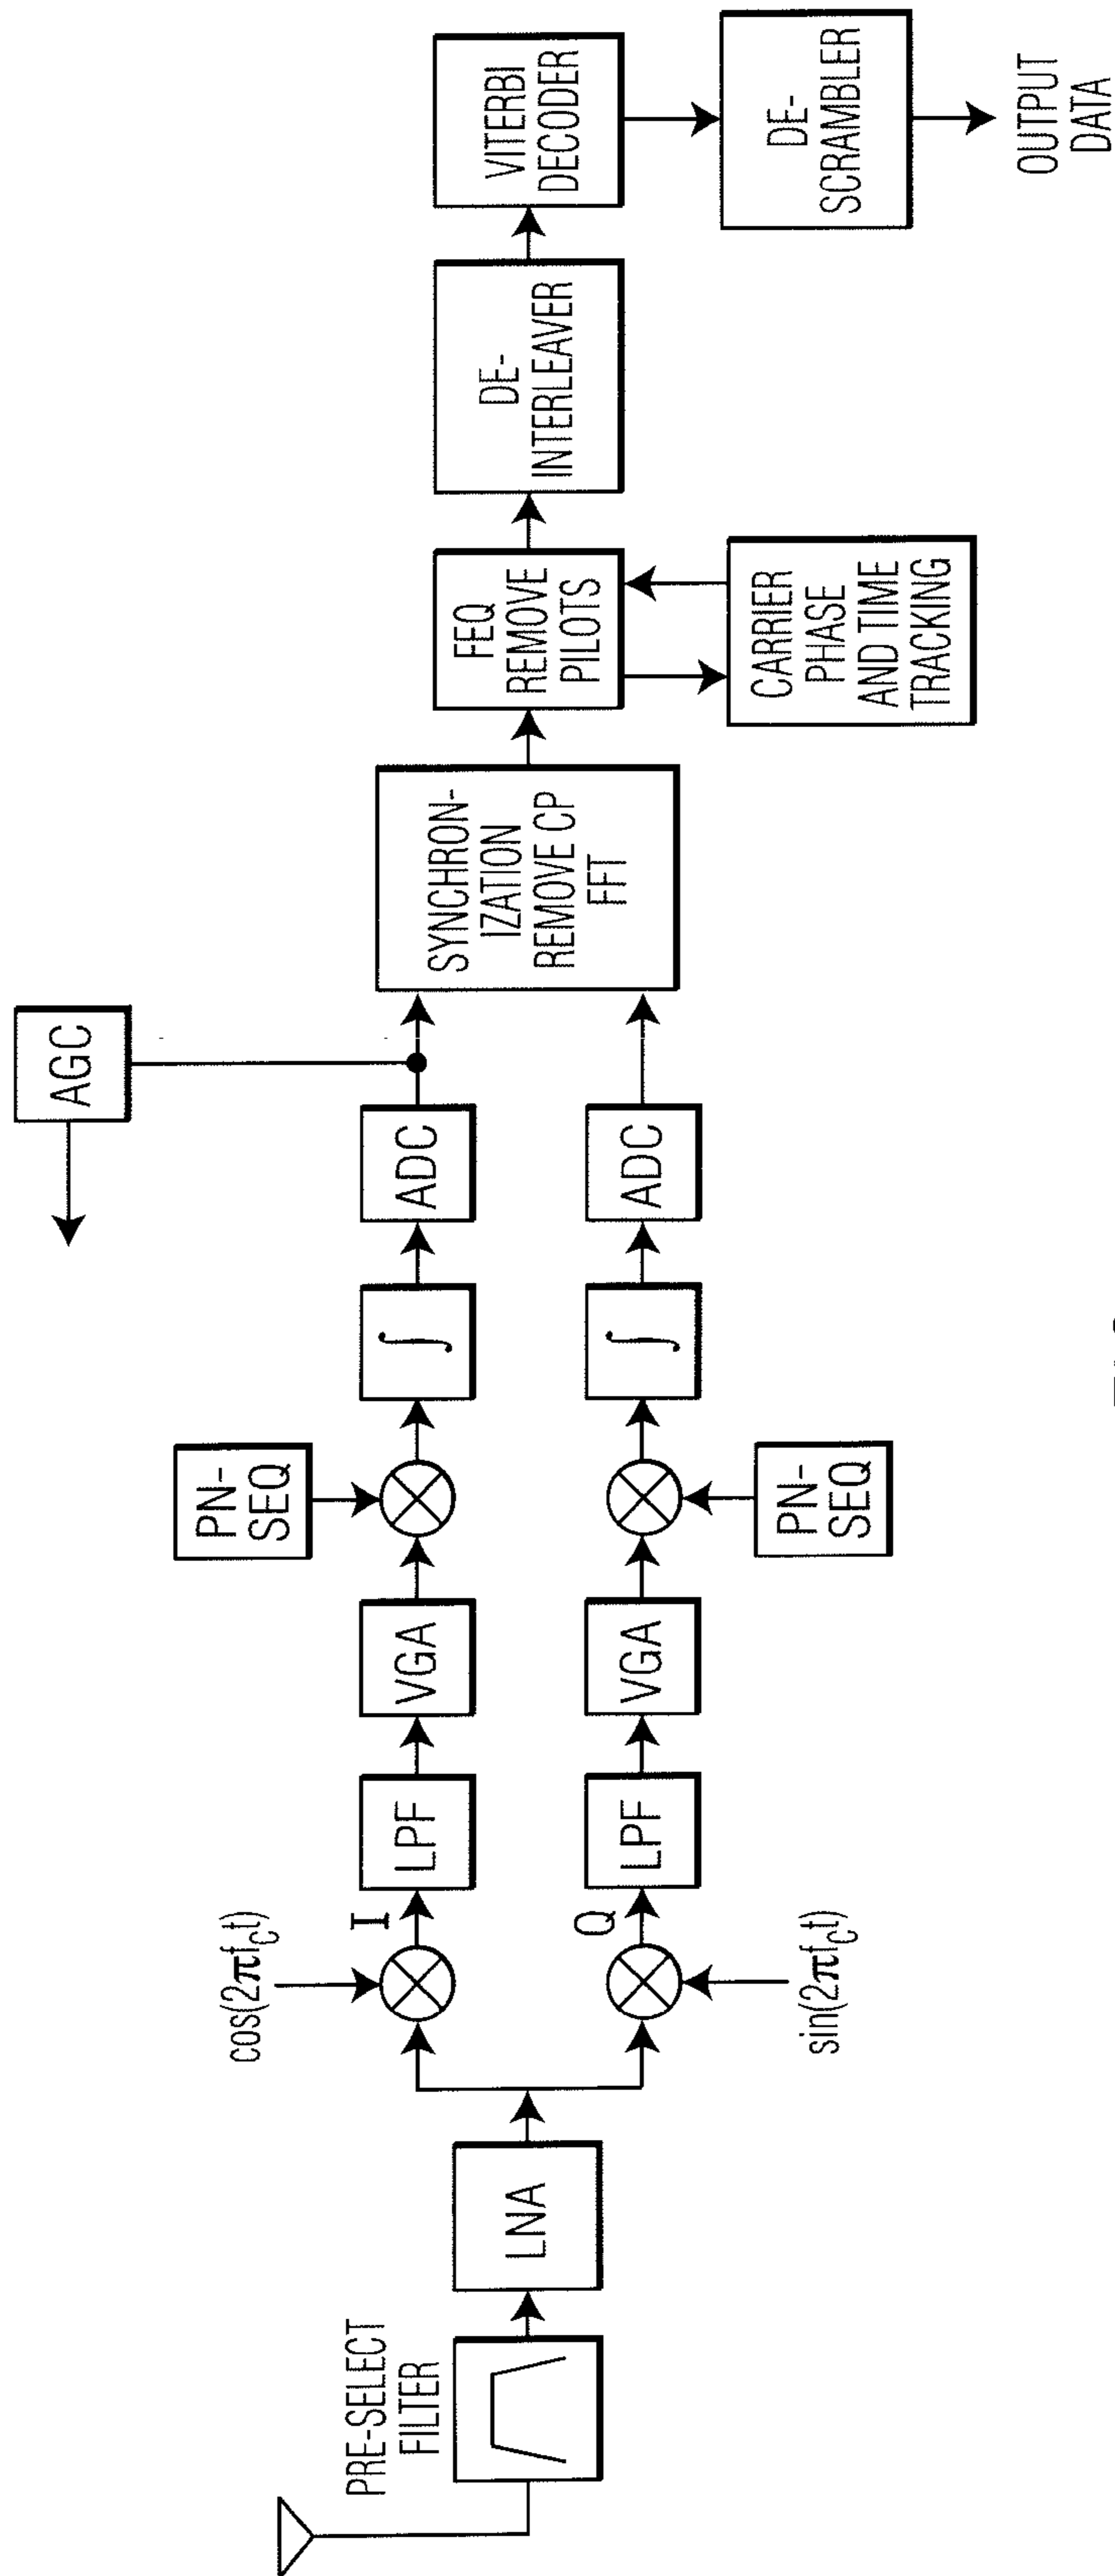 PRE-SELECT
FILTER
LNA
cos(2πf_ct)
I
Q
sin(2πf_ct)
LPF
LPF
VGA
VGA
PN-
SEQ
PN-
SEQ
∫
∫
ADC
ADC
AGC
SYNCHRON-
IZATION
REMOVE CP
FFT
FEQ
REMOVE
PILOTS
CARRIER
PHASE
AND TIME
TRACKING
DE-
INTERLEAVER
VITERBI
DECODER
DE-
SCRAMBLER
OUTPUT
DATA